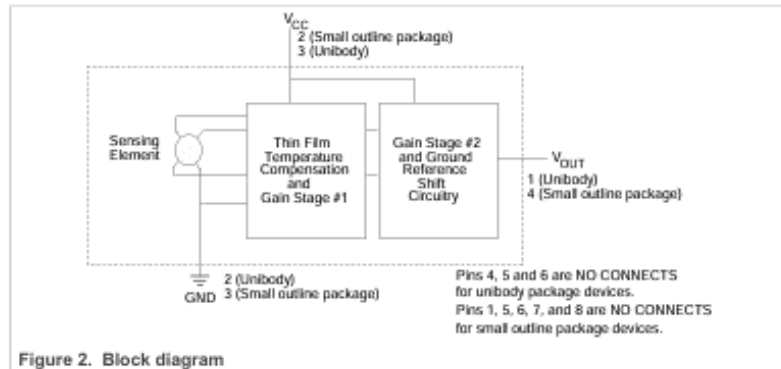 VCC
2 (Small outline package)
3 (Unibody)
Sensing
Element
Thin Film
Temperature
Compensation
and
Gain Stage #1
Gain Stage #2
and Ground
Reference
Shift
Circuitry
VOUT
1 (Unibody)
4 (Small outline package)
GND
2 (Unibody)
3 (Small outline package)
Pins 4, 5 and 6 are NO CONNECTS
for unibody package devices.
Pins 1, 5, 6, 7, and 8 are NO CONNECTS
for small outline package devices.
Figure 2. Block diagram